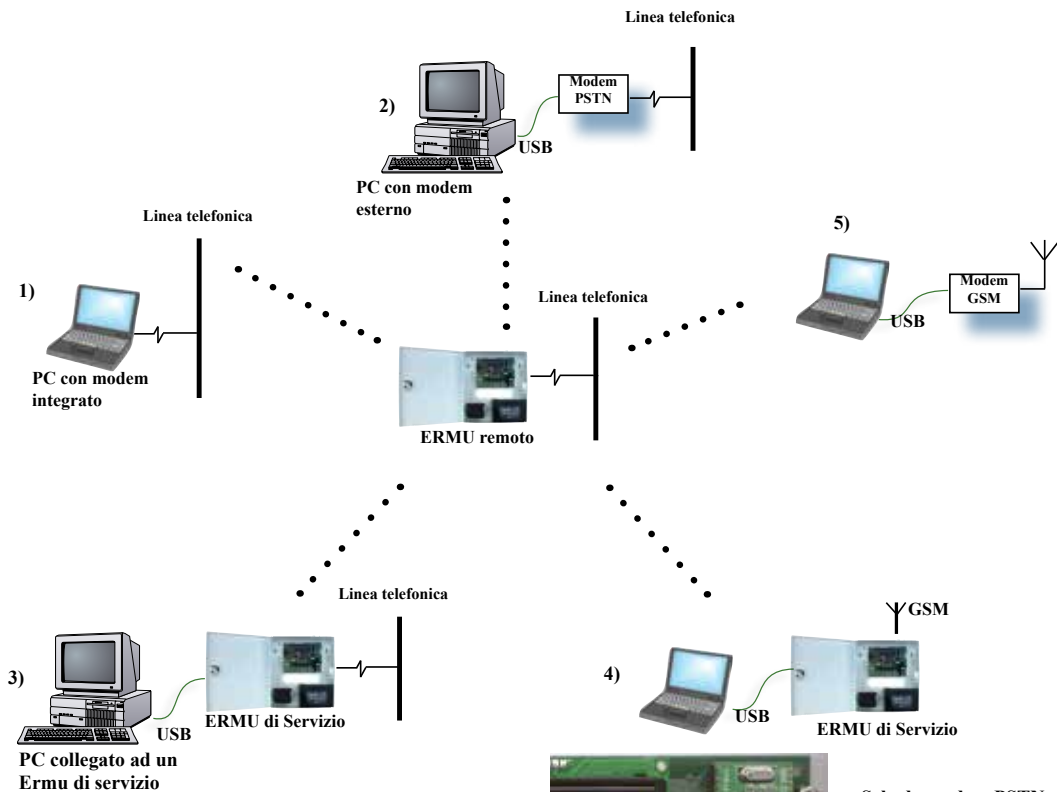 Linea telefonica
2)
Modem
PSTN
USB
PC con modem
esterno
Linea telefonica
5)
1)
Linea telefonica
Modem
GSM
USB
PC con modem
integrato
ERMU remoto
Linea telefonica
GSM
3)
4)
USB
ERMU di Servizio
USB
ERMU di Servizio
PC collegato ad un
Ermu di servizio